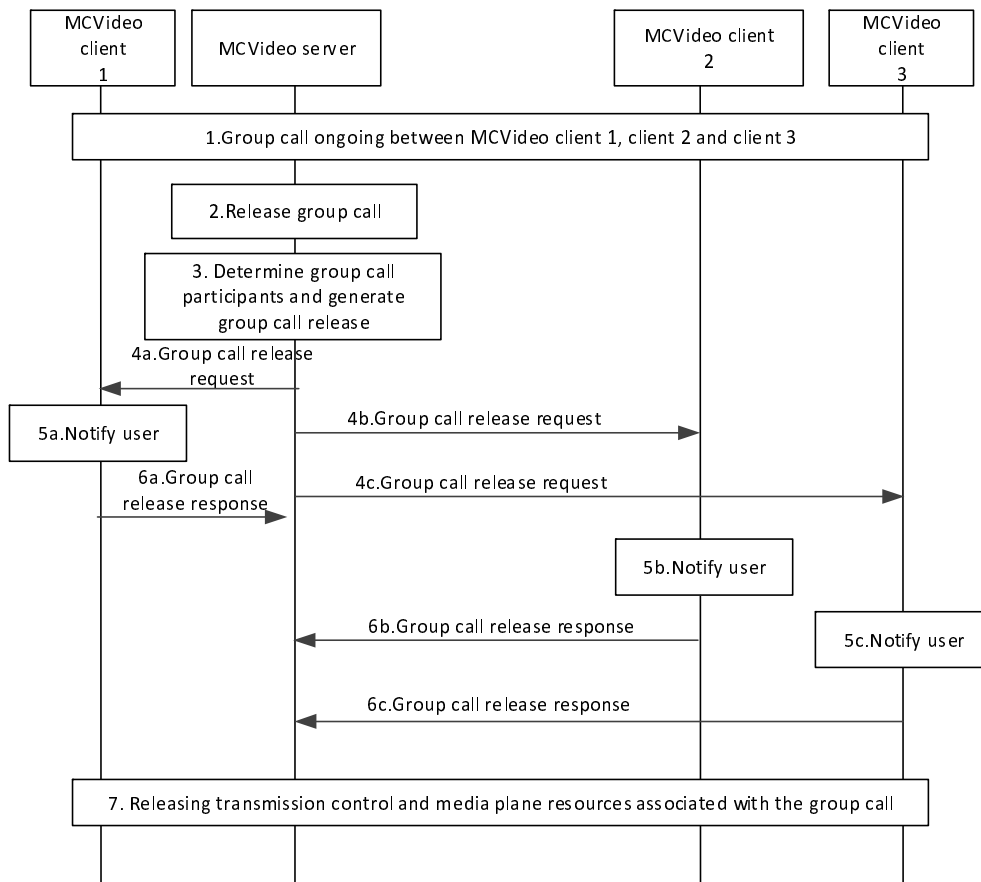 MCVideo
client
1
MCVideo server
MCVideo client
2
MCVideo
client
3
1.Group call ongoing between MCVideo client 1, client 2 and client 3
2.Release group call
3. Determine group call
participants and generate
group call release
4a.Group call release
request
5a.Notify user
4b.Group call release request
6a.Group call
release response
4c.Group call release request
5b.Notify user
6b.Group call release response
5c.Notify user
6c.Group call release response
7. Releasing transmission control and media plane resources associated with the group call